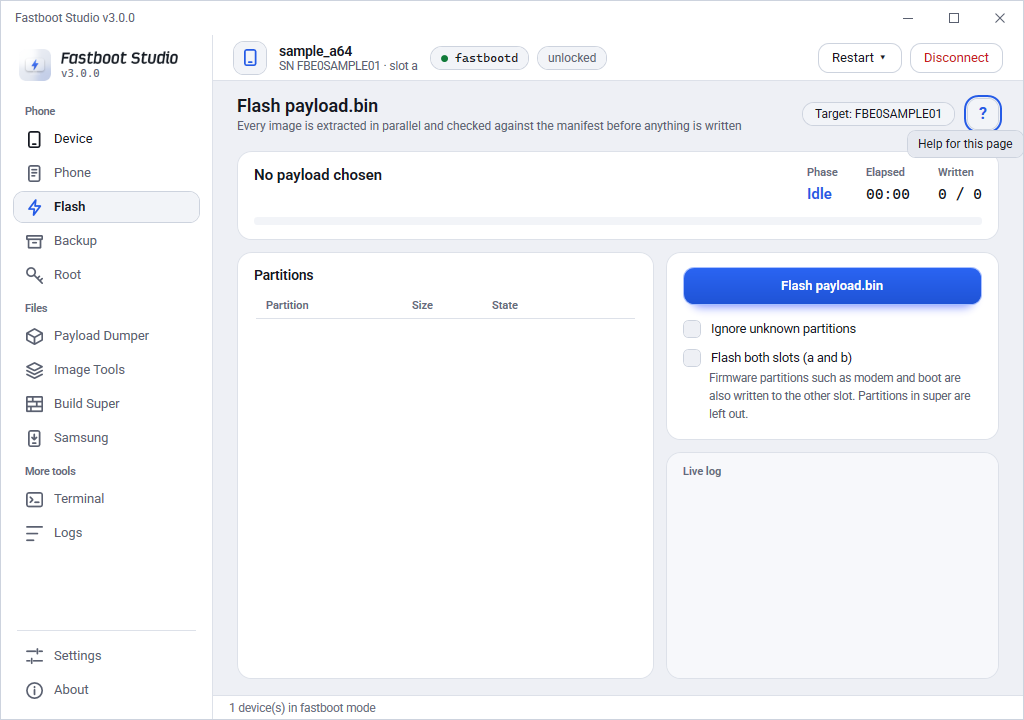 Fastboot Studio v3.0.0
Fastboot Studio
v3.0.0
Phone
Device
Phone
Flash
Backup
Root
Files
Payload Dumper
Image Tools
Build Super
Samsung
More tools
Terminal
Logs
Settings
About
sample_a64
SN FBE0SAMPLE01 · slot a
fastbootd
unlocked
Restart ▾
Disconnect
Flash payload.bin
Every image is extracted in parallel and checked against the manifest before anything is written
Target: FBE0SAMPLE01
?
Help for this page
No payload chosen
Phase Elapsed Written
Idle 00:00 0 / 0
Partitions
Partition Size State
Flash payload.bin
Ignore unknown partitions
Flash both slots (a and b)
Firmware partitions such as modem and boot are
also written to the other slot. Partitions in super are
left out.
Live log
1 device(s) in fastboot mode